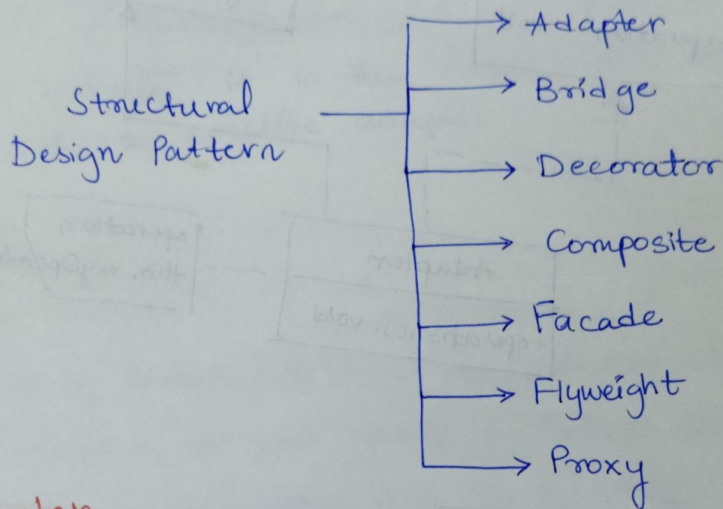 Structural
Design Pattern
Adapter
Bridge
Decorator
Composite
Facade
Flyweight
Proxy